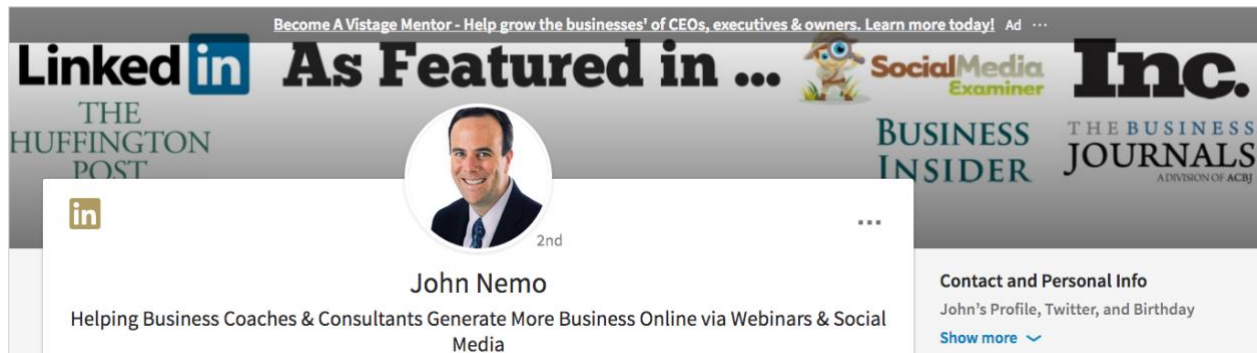 Become A Vistage Mentor - Help grow the businesses' of CEOs, executives & owners. Learn more today! Ad ...
Linked in As Featured in ... SocialMedia Examiner Inc.
THE
HUFFINGTON
POST
BUSINESS
INSIDER
THE BUSINESS
JOURNALS
A DIVISION OF ACBJ
in
...
2nd
John Nemo
Helping Business Coaches & Consultants Generate More Business Online via Webinars & Social
Media
Contact and Personal Info
John's Profile, Twitter, and Birthday
Show more